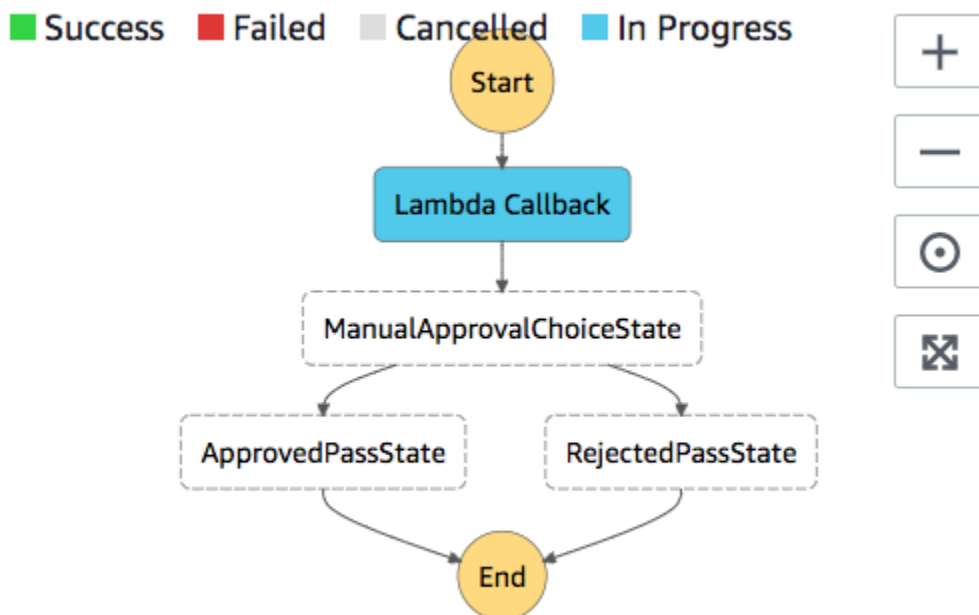 Success Failed Cancelled In Progress
Start
Lambda Callback
ManualApprovalChoiceState
ApprovedPassState RejectedPassState
End